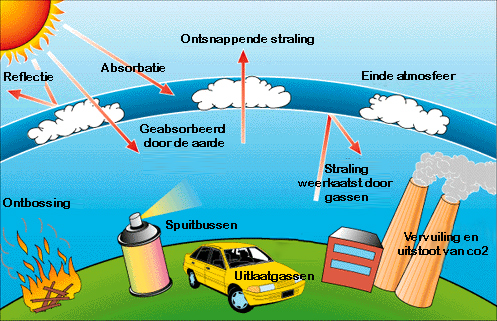 Ontsnappende straling
Absorbatie
Reflectie
Einde atmosfeer
Geabsorbeerd
door de aarde
Straling
weerkaatst door
gassen
Ontbossing
Spuitbussen
Vervuiling en
uitstoot van co2
Uitlaatgassen